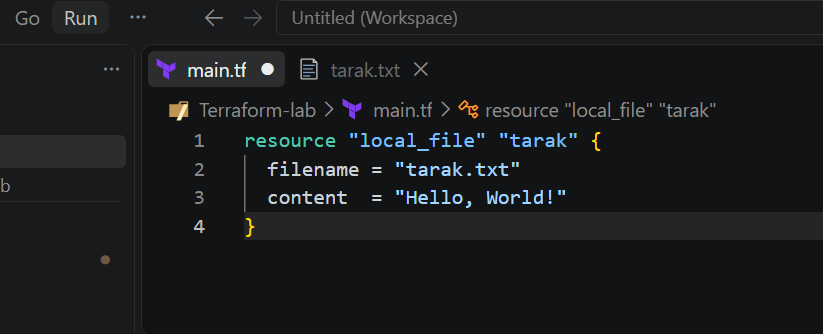 Go Run ... ← → Untitled (Workspace)
... main.tf ● tarak.txt ×
Terraform-lab > main.tf > resource "local_file" "tarak"
1 resource "local_file" "tarak" {
2   filename = "tarak.txt"
b
3   content  = "Hello, World!"
4 }